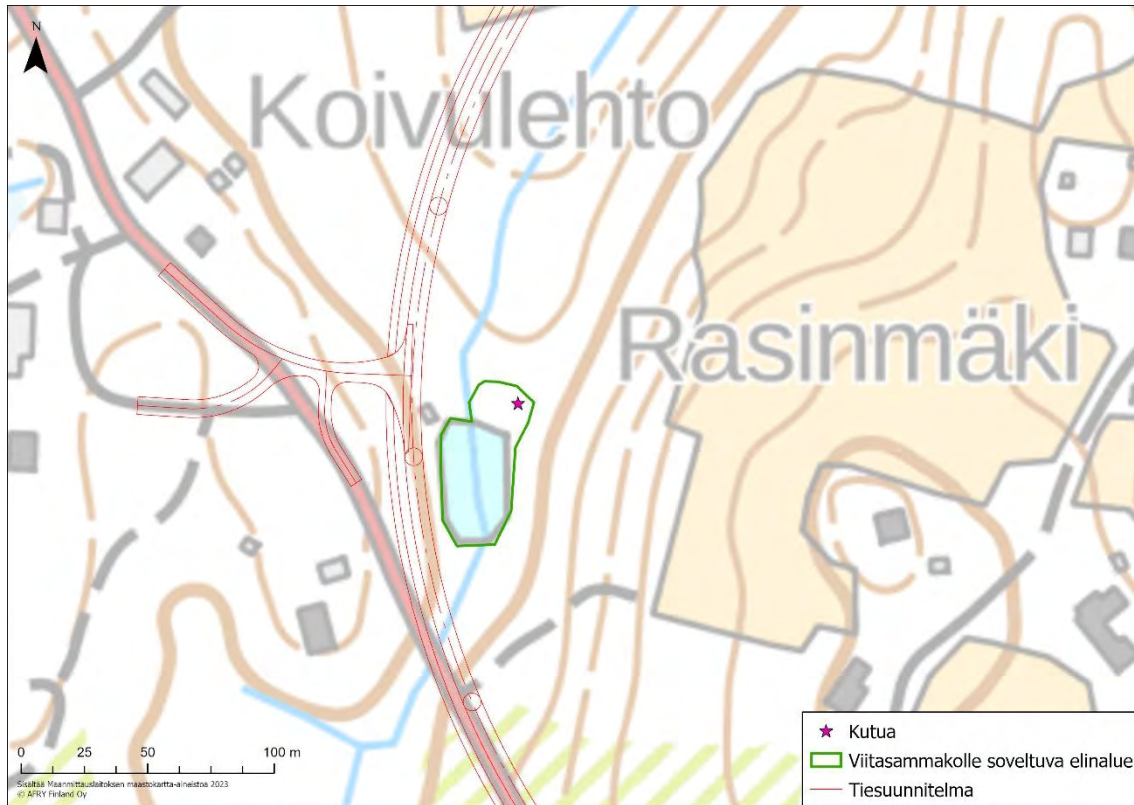 N
Koivulehto
Rasinmäki
0 25 50 100 m
Sisältää Maanmittauslaitoksen maastokartta-aineistoa 2023
© AFRY Finland Oy
Kutua
Viitasammakolle soveltuva elinalue
Tiesuunnitelma